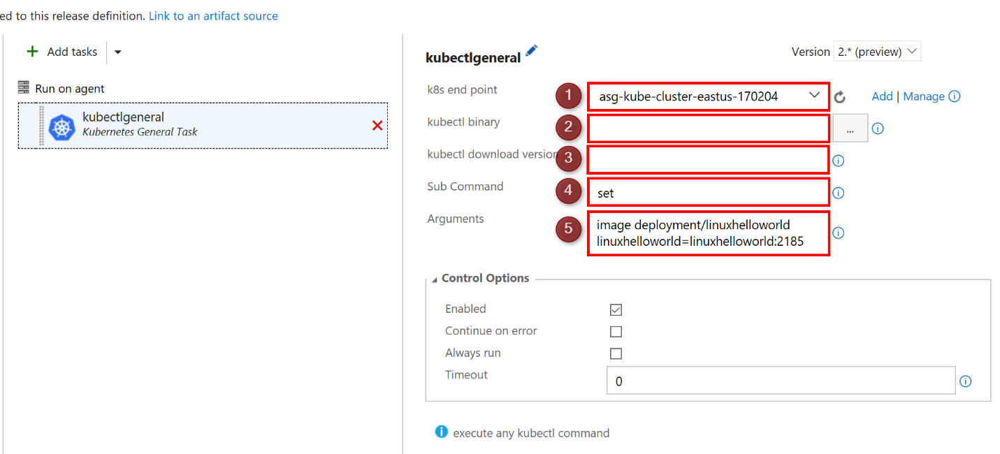 ed to this release definition. Link to an artifact source
Add tasks
Run on agent
kubectlgeneral
Kubernetes General Task
kubectlgeneral
Version 2.* (preview)
k8s end point
1
asg-kube-cluster-eastus-170204
Add | Manage
kubectl binary
2
...
kubectl download version
3
Sub Command
4
set
Arguments
5
image deployment/linuxhelloworld
linuxhelloworld=linuxhelloworld:2185
Control Options
Enabled
Continue on error
Always run
Timeout
0
execute any kubectl command